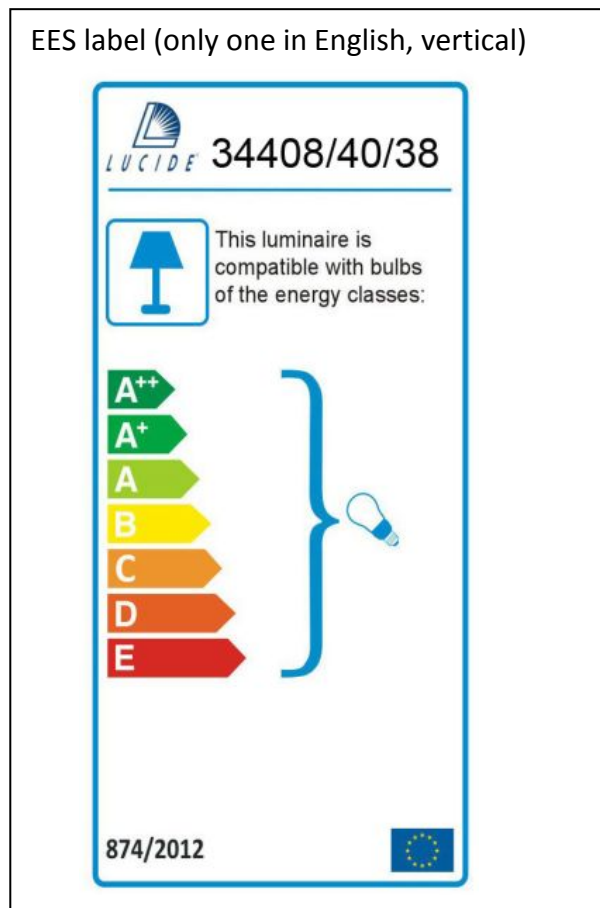 EES label (only one in English, vertical)
LUCIDE
34408/40/38
This luminaire is
compatible with bulbs
of the energy classes:
A++
A+
A
B
C
D
E
874/2012